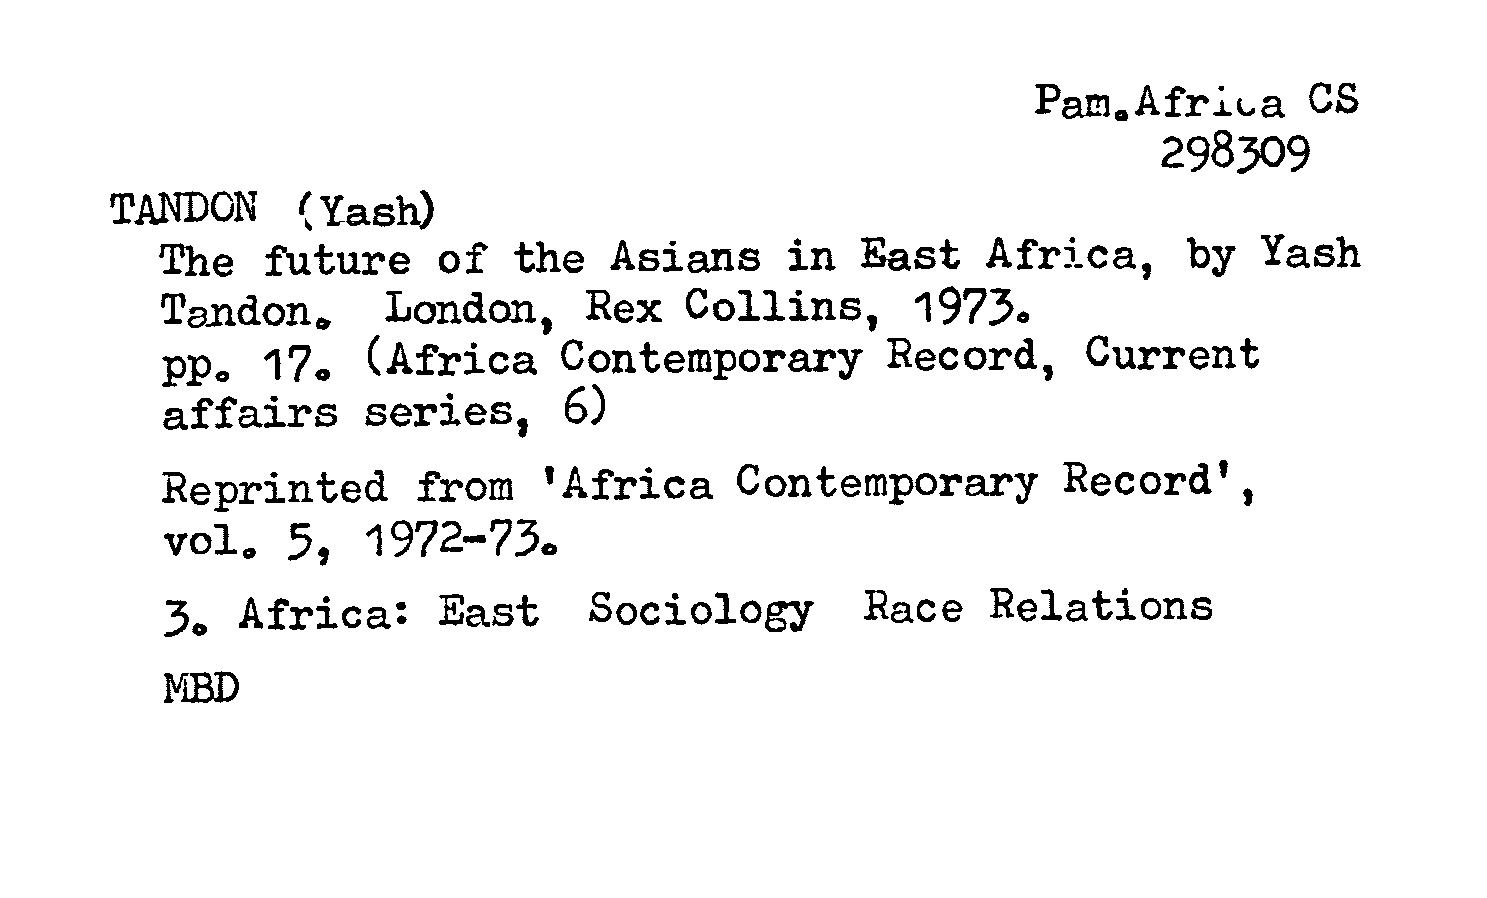 Pam.Africa CS
298309
TANDON (Yash)
The future of the Asians in East Africa, by Yash
Tandon. London, Rex Collins, 1973.
pp. 17. (Africa Contemporary Record, Current
affairs series, 6)
Reprinted from 'Africa Contemporary Record',
vol. 5, 1972-73.
3. Africa: East Sociology Race Relations
MBD